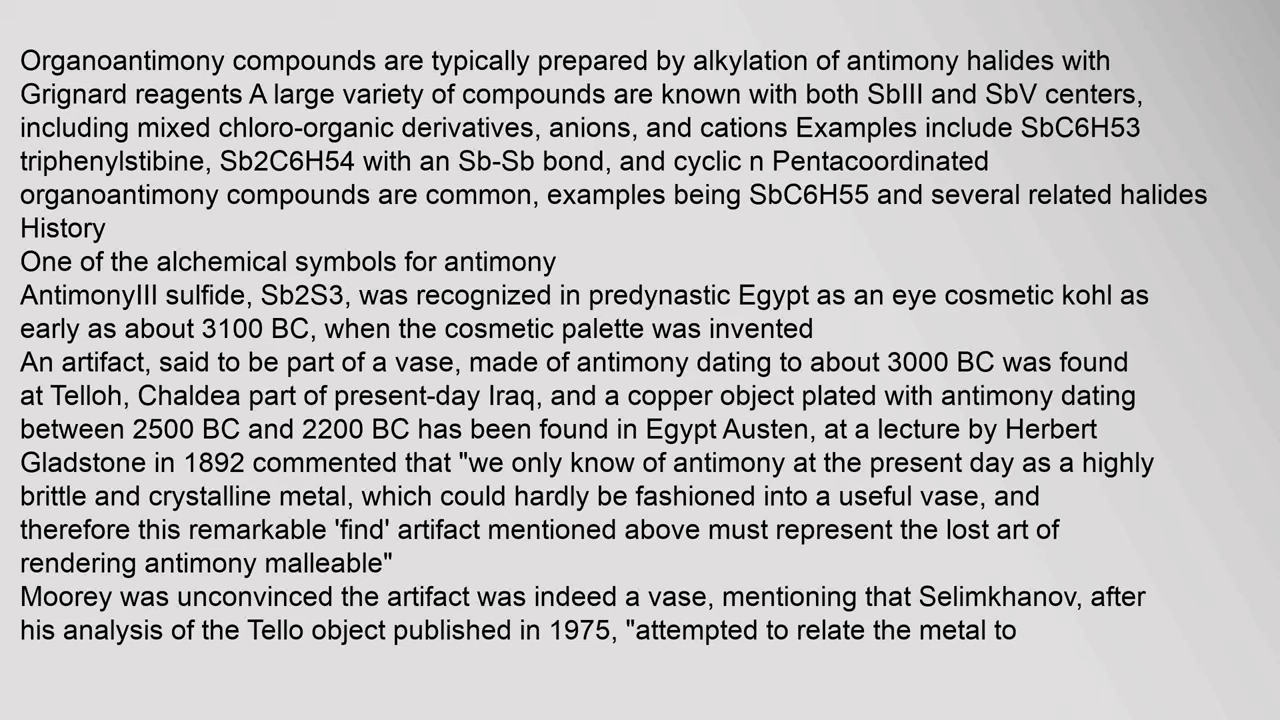 Organoantimony compounds are typically prepared by alkylation of antimony halides with
Grignard reagents A large variety of compounds are known with both SbIII and SbV centers,
including mixed chloro-organic derivatives, anions, and cations Examples include SbC6H53
triphenylstibine, Sb2C6H54 with an Sb-Sb bond, and cyclic n Pentacoordinated
organoantimony compounds are common, examples being SbC6H55 and several related halides
History
One of the alchemical symbols for antimony
AntimonyIII sulfide, Sb2S3, was recognized in predynastic Egypt as an eye cosmetic kohl as
early as about 3100 BC, when the cosmetic palette was invented
An artifact, said to be part of a vase, made of antimony dating to about 3000 BC was found
at Telloh, Chaldea part of present-day Iraq, and a copper object plated with antimony dating
between 2500 BC and 2200 BC has been found in Egypt Austen, at a lecture by Herbert
Gladstone in 1892 commented that "we only know of antimony at the present day as a highly
brittle and crystalline metal, which could hardly be fashioned into a useful vase, and
therefore this remarkable 'find' artifact mentioned above must represent the lost art of
rendering antimony malleable"
Moorey was unconvinced the artifact was indeed a vase, mentioning that Selimkhanov, after
his analysis of the Tello object published in 1975, "attempted to relate the metal to